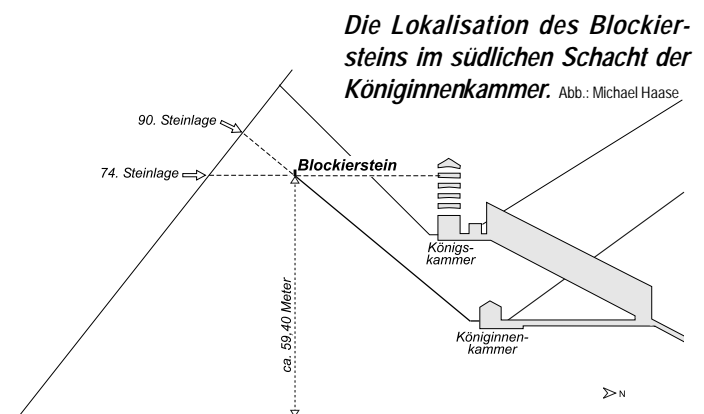 Die Lokalisation des Blockier-
steins im südlichen Schacht der
Königinnenkammer. Abb.: Michael Haase
90. Steinlage
74. Steinlage
Blockierstein
Königs-
kammer
ca. 59,40 Meter
Königinnen-
kammer
N